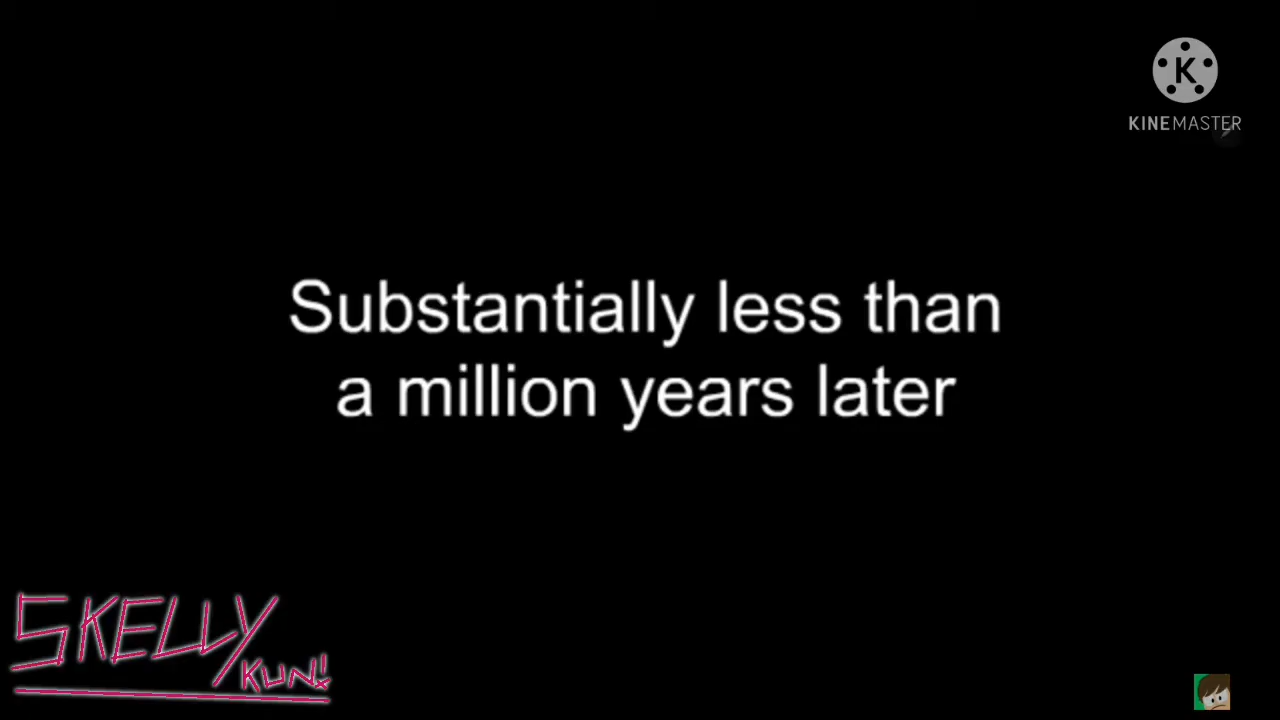 K
KINEMASTER
Substantially less than
a million years later
SKELLY
KUN!